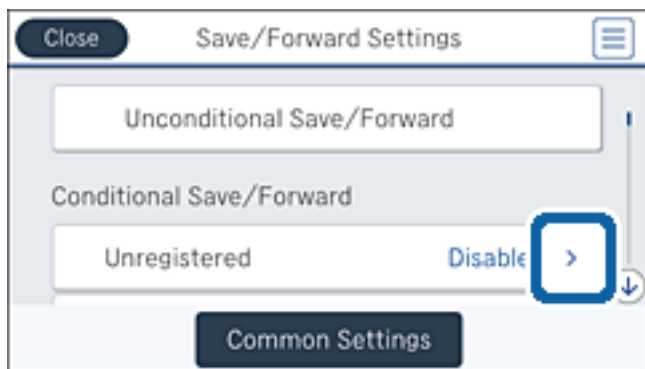 Close
Save/Forward Settings
Unconditional Save/Forward
Conditional Save/Forward
Unregistered Disable
Common Settings